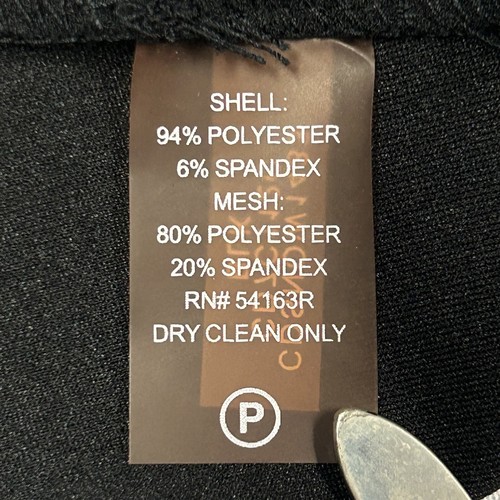 SHELL:
94% POLYESTER
6% SPANDEX
MESH:
80% POLYESTER
20% SPANDEX
RN# 54163R
DRY CLEAN ONLY
P